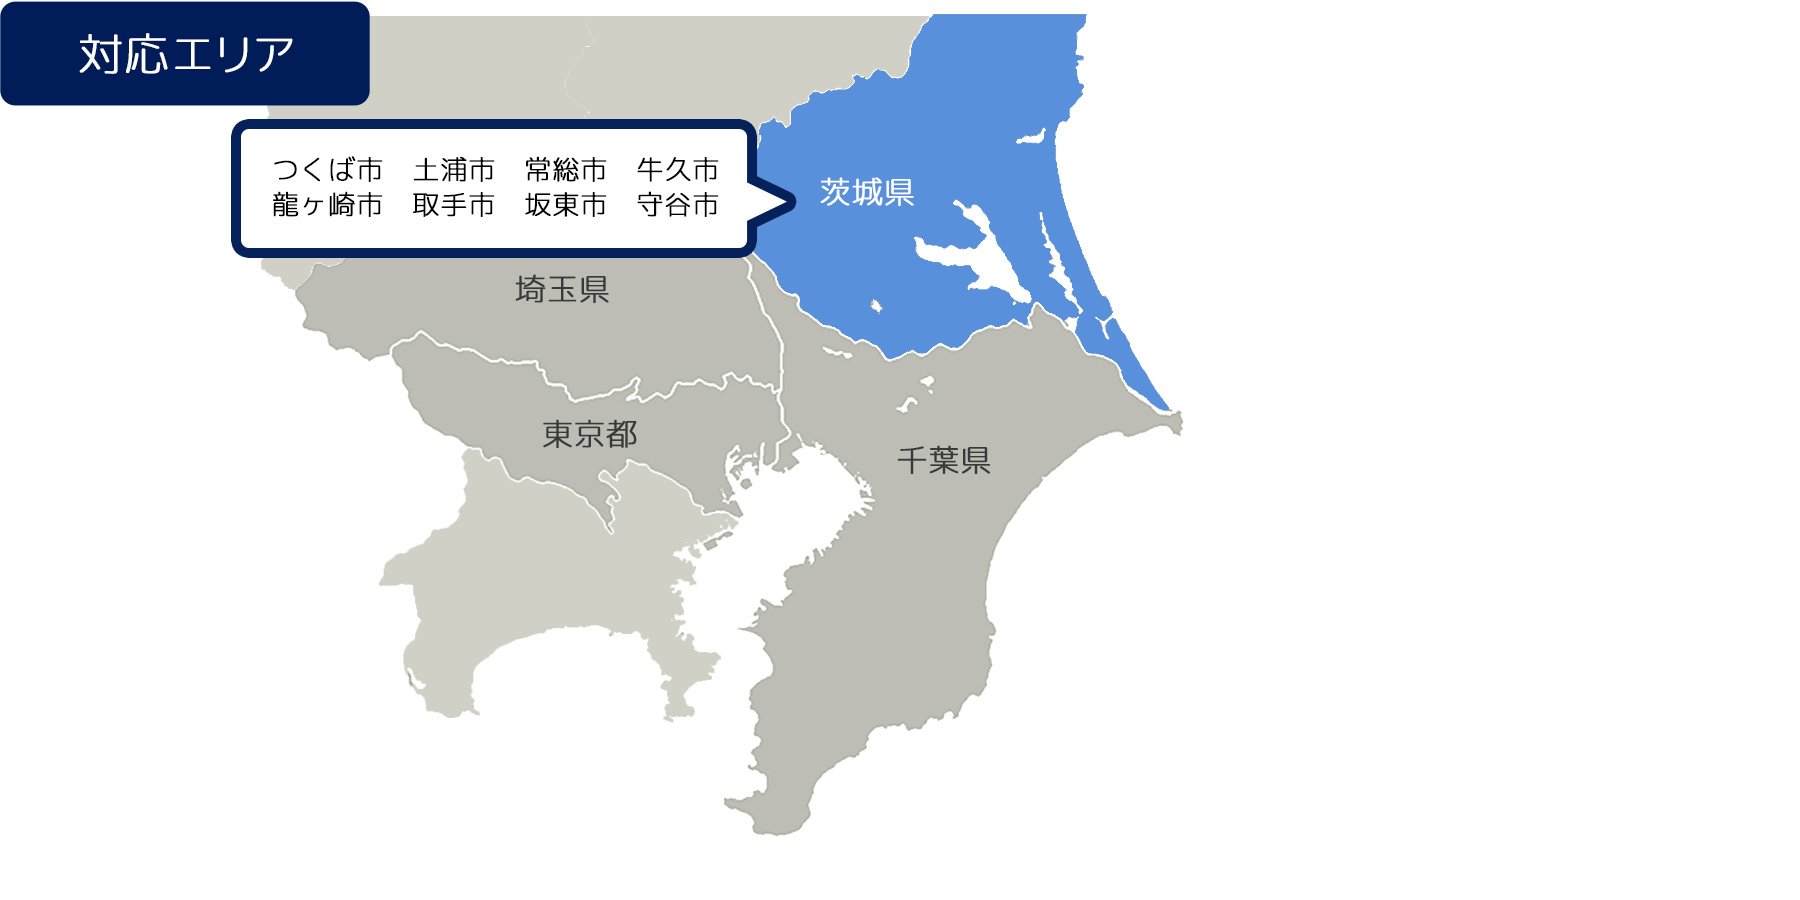 対応エリア
つくば市　土浦市　常総市　牛久市
龍ヶ崎市　取手市　坂東市　守谷市
茨城県
埼玉県
東京都
千葉県